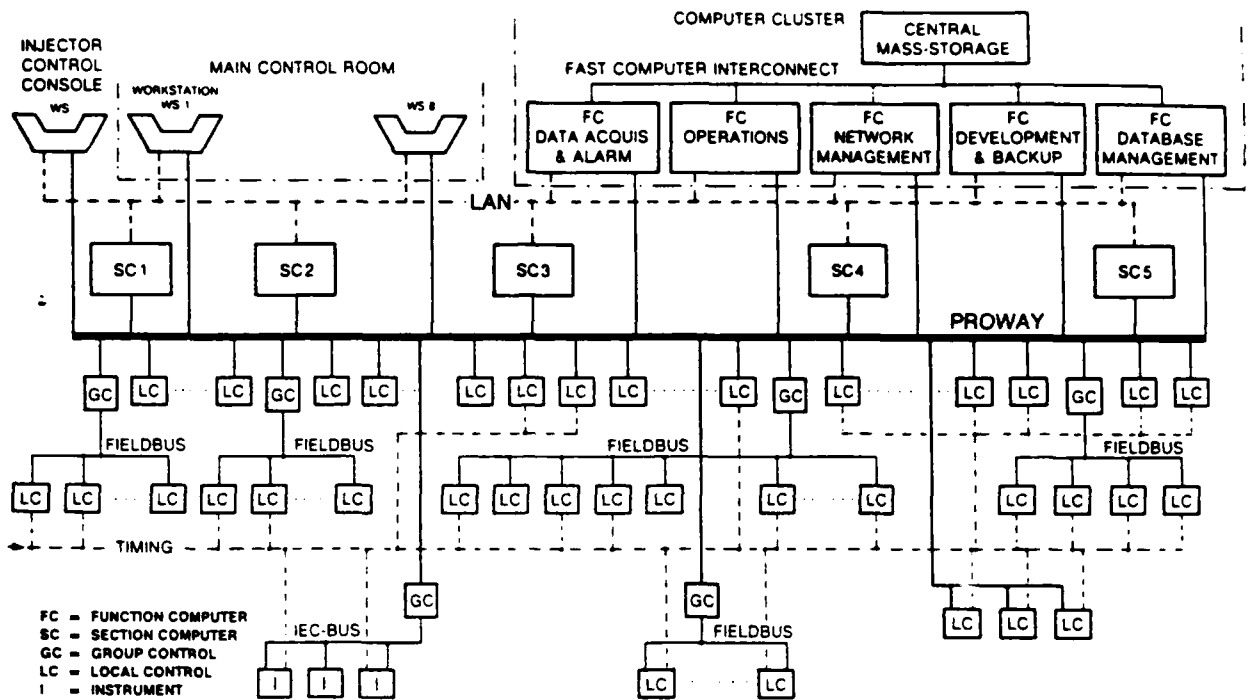 COMPUTER CLUSTER
CENTRAL
MASS-STORAGE
INJECTOR
CONTROL
CONSOLE
MAIN CONTROL ROOM
FAST COMPUTER INTERCONNECT
WS
WORKSTATION
WS 1
WS 8
FC
DATA ACQUIS
& ALARM
FC
OPERATIONS
FC
NETWORK
MANAGEMENT
FC
DEVELOPMENT
& BACKUP
FC
DATABASE
MANAGEMENT
LAN
SC1
SC2
SC3
SC4
SC5
PROWAY
GC LC LC GC LC LC LC LC LC LC LC GC LC LC LC GC LC LC
FIELDBUS FIELDBUS FIELDBUS FIELDBUS
LC LC LC LC LC LC LC LC LC LC LC LC LC LC LC LC LC
TIMING
GC
GC
LC LC LC
FC = FUNCTION COMPUTER
SC = SECTION COMPUTER
GC = GROUP CONTROL
LC = LOCAL CONTROL
I = INSTRUMENT
IEC-BUS
I I I
FIELDBUS
LC LC